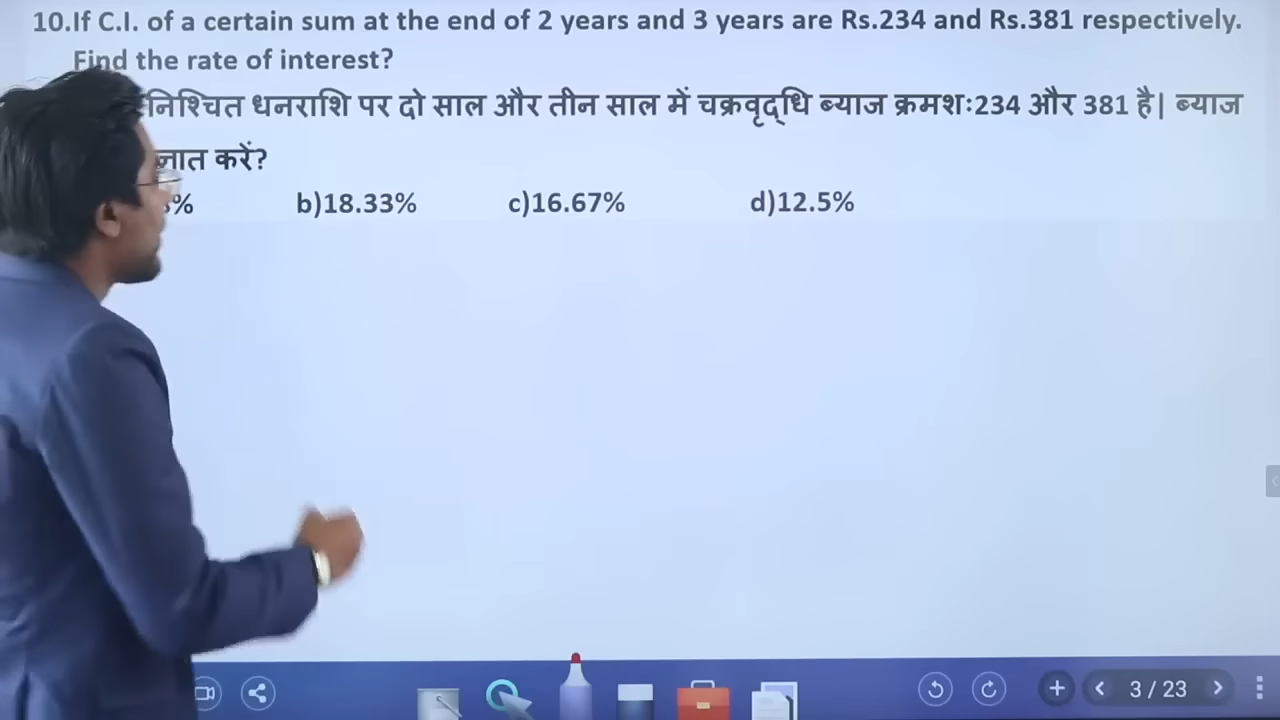 10.If C.I. of a certain sum at the end of 2 years and 3 years are Rs.234 and Rs.381 respectively.
Find the rate of interest?
निश्चित धनराशि पर दो साल और तीन साल में चक्रवृद्धि ब्याज क्रमशः234 और 381 है| ब्याज
ज्ञात करें?
% b)18.33% c)16.67% d)12.5%
3 / 23